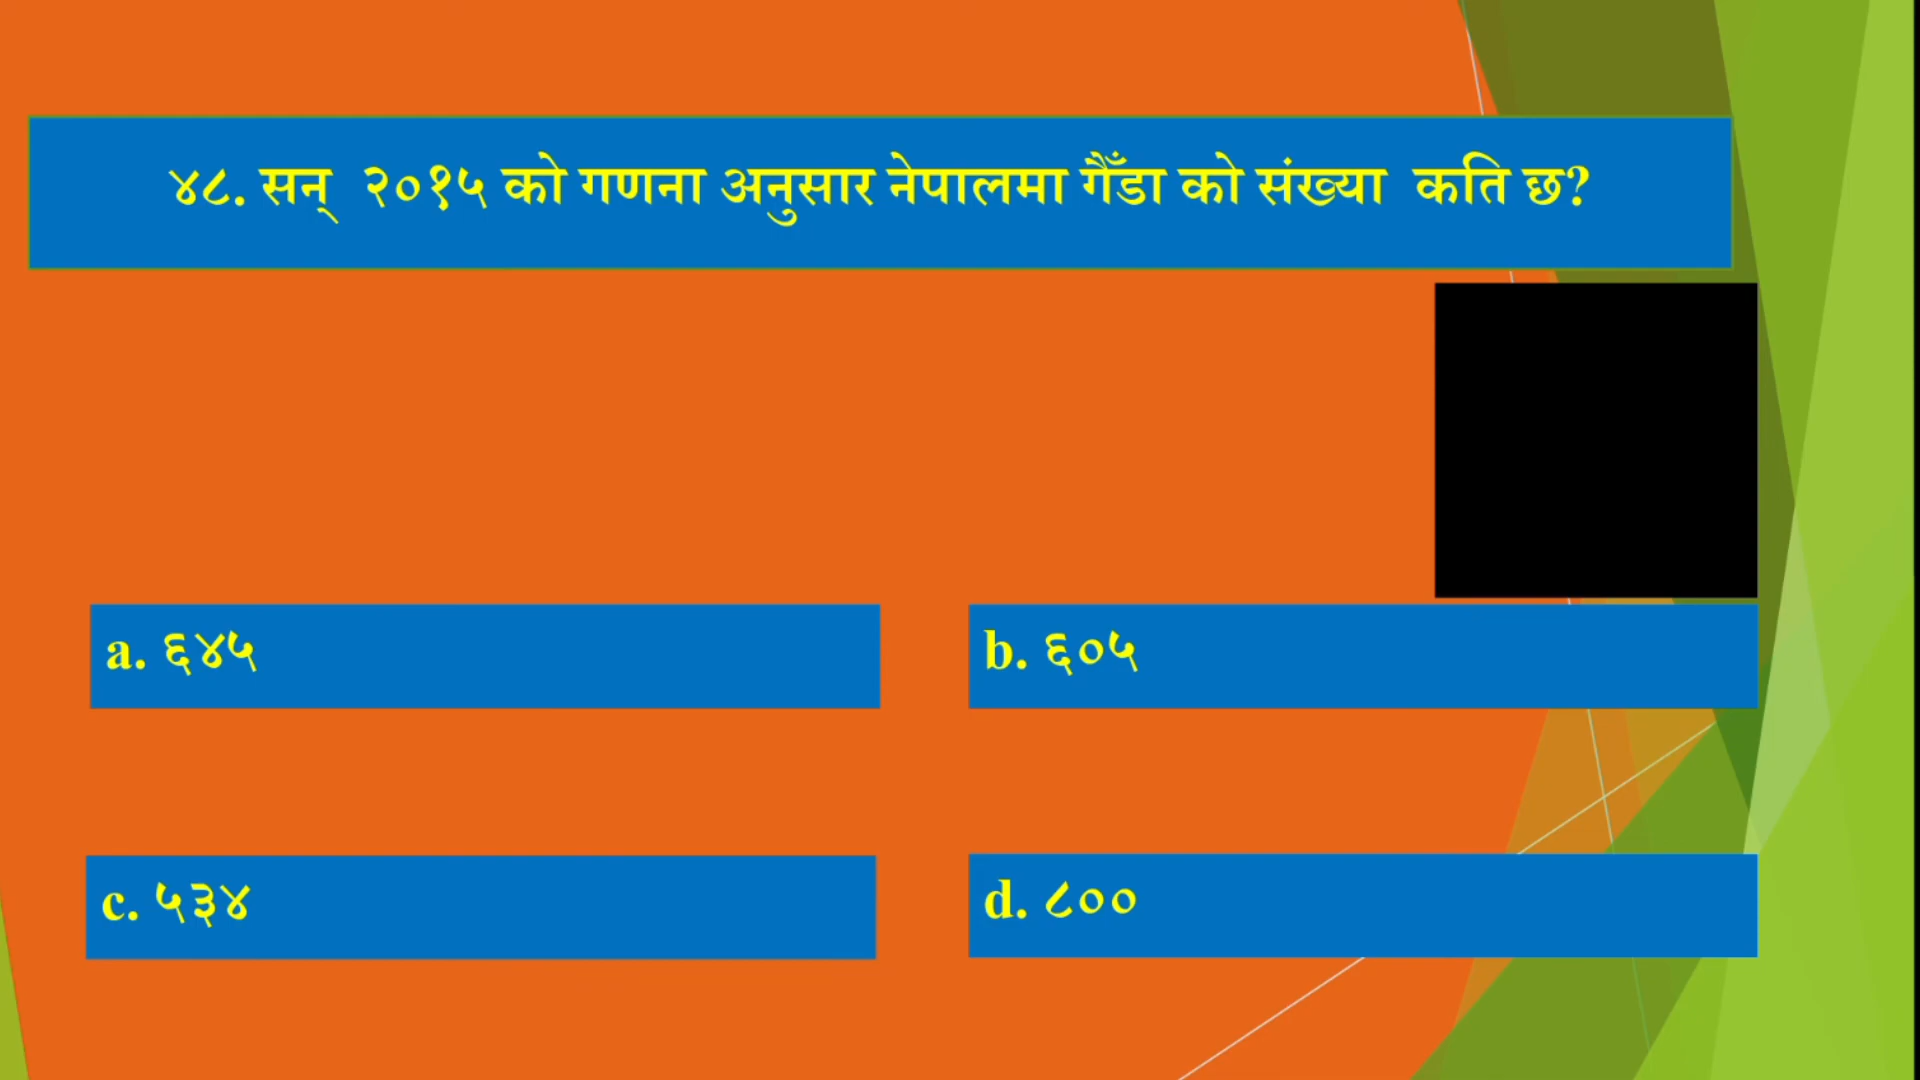 ४८. सन् २०१५ को गणना अनुसार नेपालमा गैँडा को संख्या कति छ?
a. ६४५
b. ६०५
c. ५३४
d. ८००